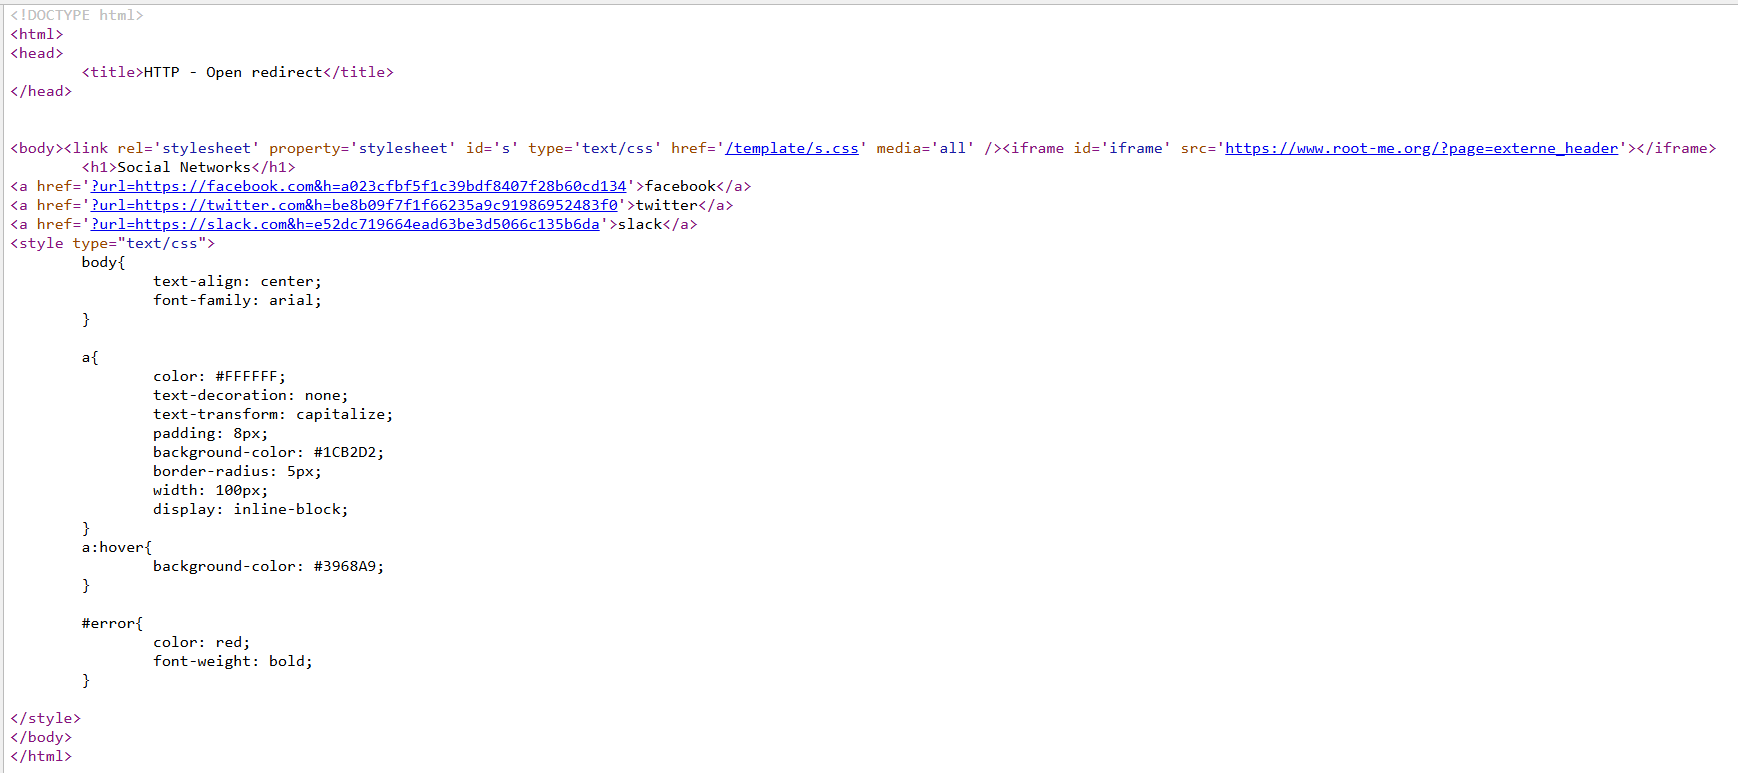 <!DOCTYPE html>
<html>
<head>
        <title>HTTP - Open redirect</title>
</head>
<body><link rel='stylesheet' property='stylesheet' id='s' type='text/css' href='/template/s.css' media='all' /><iframe id='iframe' src='https://www.root-me.org/?page=externe_header'></iframe>
        <h1>Social Networks</h1>
<a href='?url=https://facebook.com&h=a023cfbf5f1c39bdf8407f28b60cd134'>facebook</a>
<a href='?url=https://twitter.com&h=be8b09f7f1f66235a9c91986952483f0'>twitter</a>
<a href='?url=https://slack.com&h=e52dc719664ead63be3d5066c135b6da'>slack</a>
<style type="text/css">
        body{
                text-align: center;
                font-family: arial;
        }
        a{
                color: #FFFFFF;
                text-decoration: none;
                text-transform: capitalize;
                padding: 8px;
                background-color: #1CB2D2;
                border-radius: 5px;
                width: 100px;
                display: inline-block;
        }
        a:hover{
                background-color: #3968A9;
        }
        #error{
                color: red;
                font-weight: bold;
        }
</style>
</body>
</html>